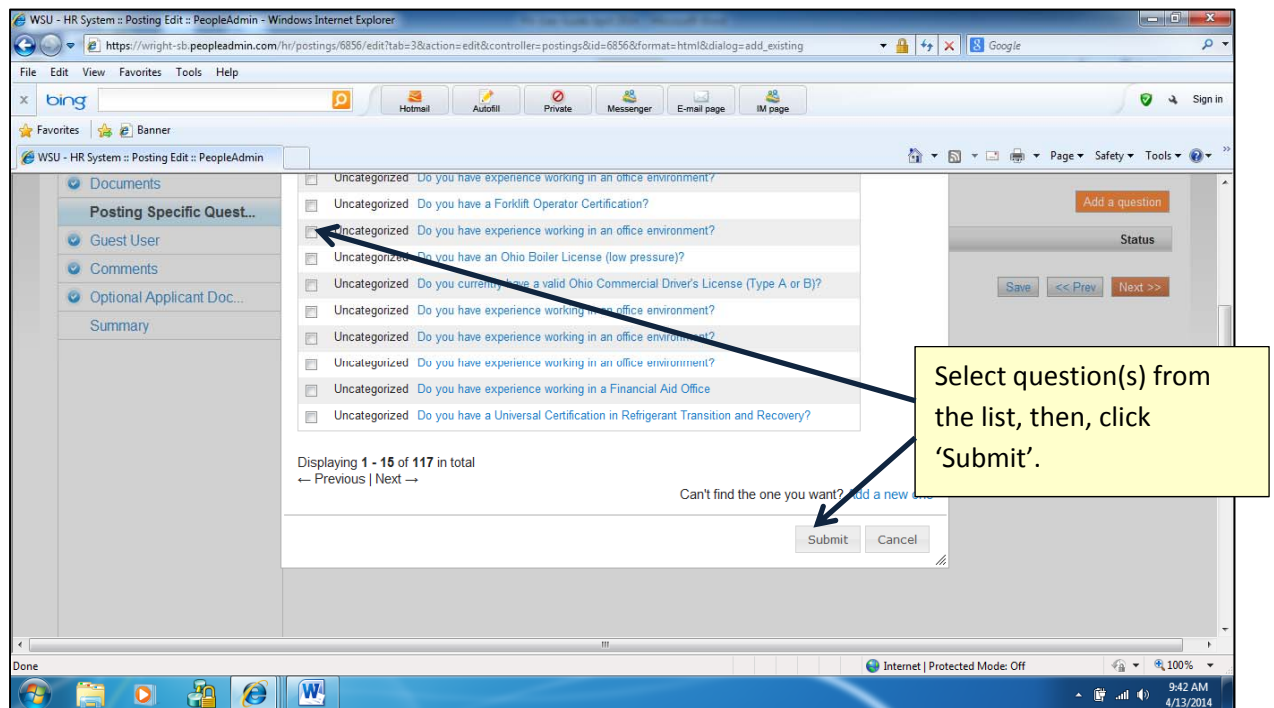 WSU - HR System :: Posting Edit :: PeopleAdmin - Windows Internet Explorer
https://wright-sb.peopleadmin.com/hr/postings/6856/edit?tab=3&action=edit&controller=postings&id=6856&format=html&dialog=add_existing
Google
File Edit View Favorites Tools Help
x bing Hotmail Autofill Private Messenger E-mail page IM page Sign in
Favorites Banner
WSU - HR System :: Posting Edit :: PeopleAdmin Page Safety Tools
Documents
Posting Specific Quest...
Guest User
Comments
Optional Applicant Doc...
Summary
Uncategorized Do you have experience working in an office environment?
Uncategorized Do you have a Forklift Operator Certification?
Uncategorized Do you have experience working in an office environment?
Uncategorized Do you have an Ohio Boiler License (low pressure)?
Uncategorized Do you currently have a valid Ohio Commercial Driver's License (Type A or B)?
Uncategorized Do you have experience working in an office environment?
Uncategorized Do you have experience working in an office environment?
Uncategorized Do you have experience working in an office environment?
Uncategorized Do you have experience working in a Financial Aid Office
Uncategorized Do you have a Universal Certification in Refrigerant Transition and Recovery?
Displaying 1 - 15 of 117 in total
← Previous | Next →
Can't find the one you want? Add a new one
Submit Cancel
Add a question
Status
Save << Prev Next >>
Select question(s) from
the list, then, click
‘Submit’.
Done Internet | Protected Mode: Off 100%
9:42 AM
4/13/2014